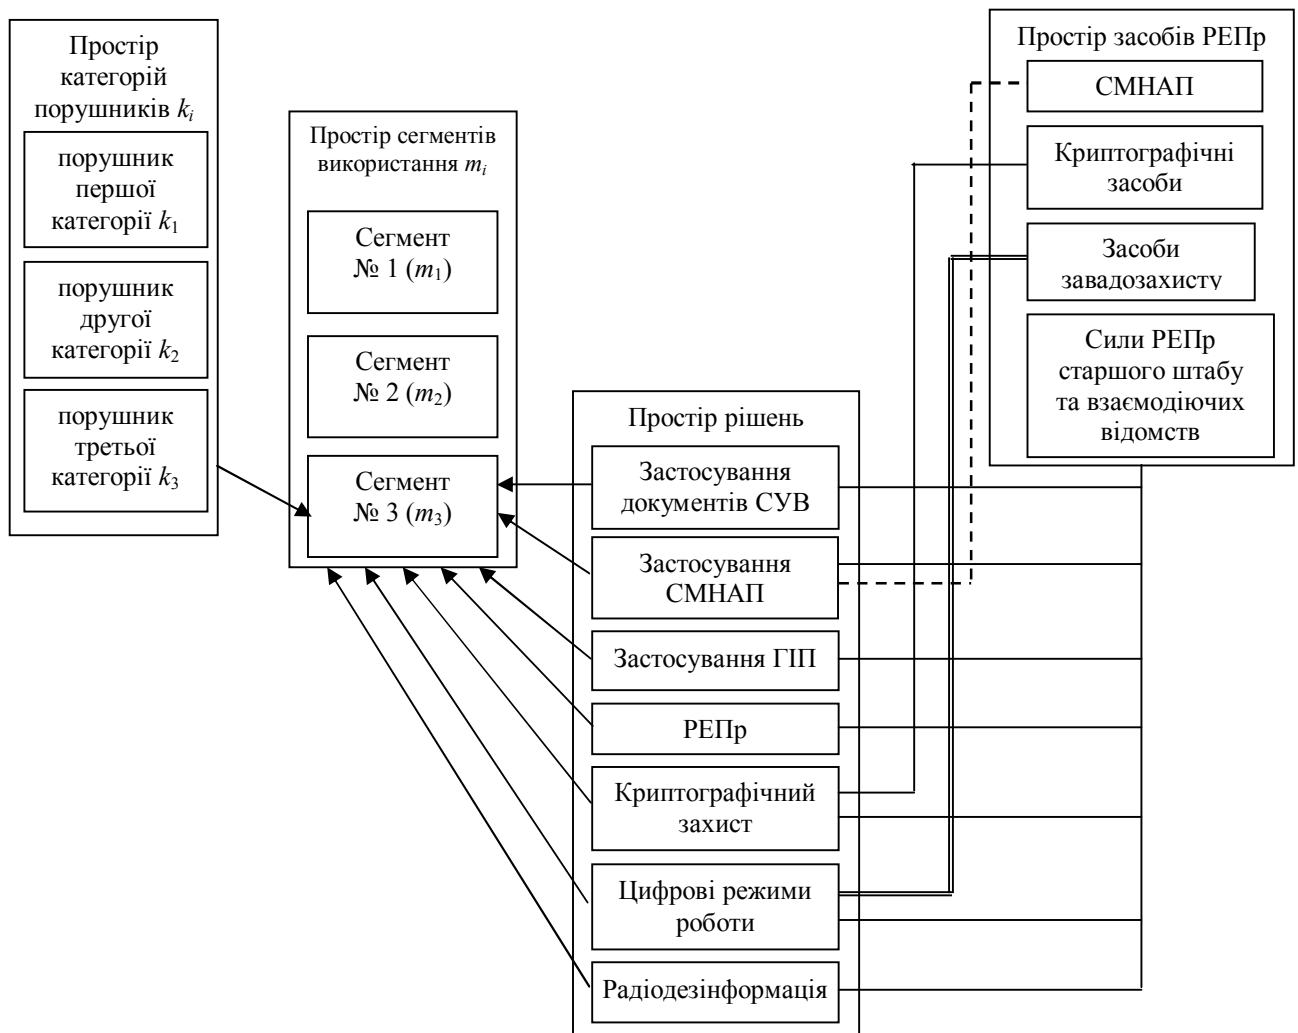 Простір
категорій
порушників ki
порушник
першої
категорії k1
порушник
другої
категорії k2
порушник
третьої
категорії k3
Простір сегментів
використання mi
Сегмент
№ 1 (m1)
Сегмент
№ 2 (m2)
Сегмент
№ 3 (m3)
Простір рішень
Застосування
документів СУВ
Застосування
СМНАП
Застосування ГІП
РЕПр
Криптографічний
захист
Цифрові режими
роботи
Радіодезінформація
Простір засобів РЕПр
СМНАП
Криптографічні
засоби
Засоби
завадозахисту
Сили РЕПр
старшого штабу
та взаємодіючих
відомств